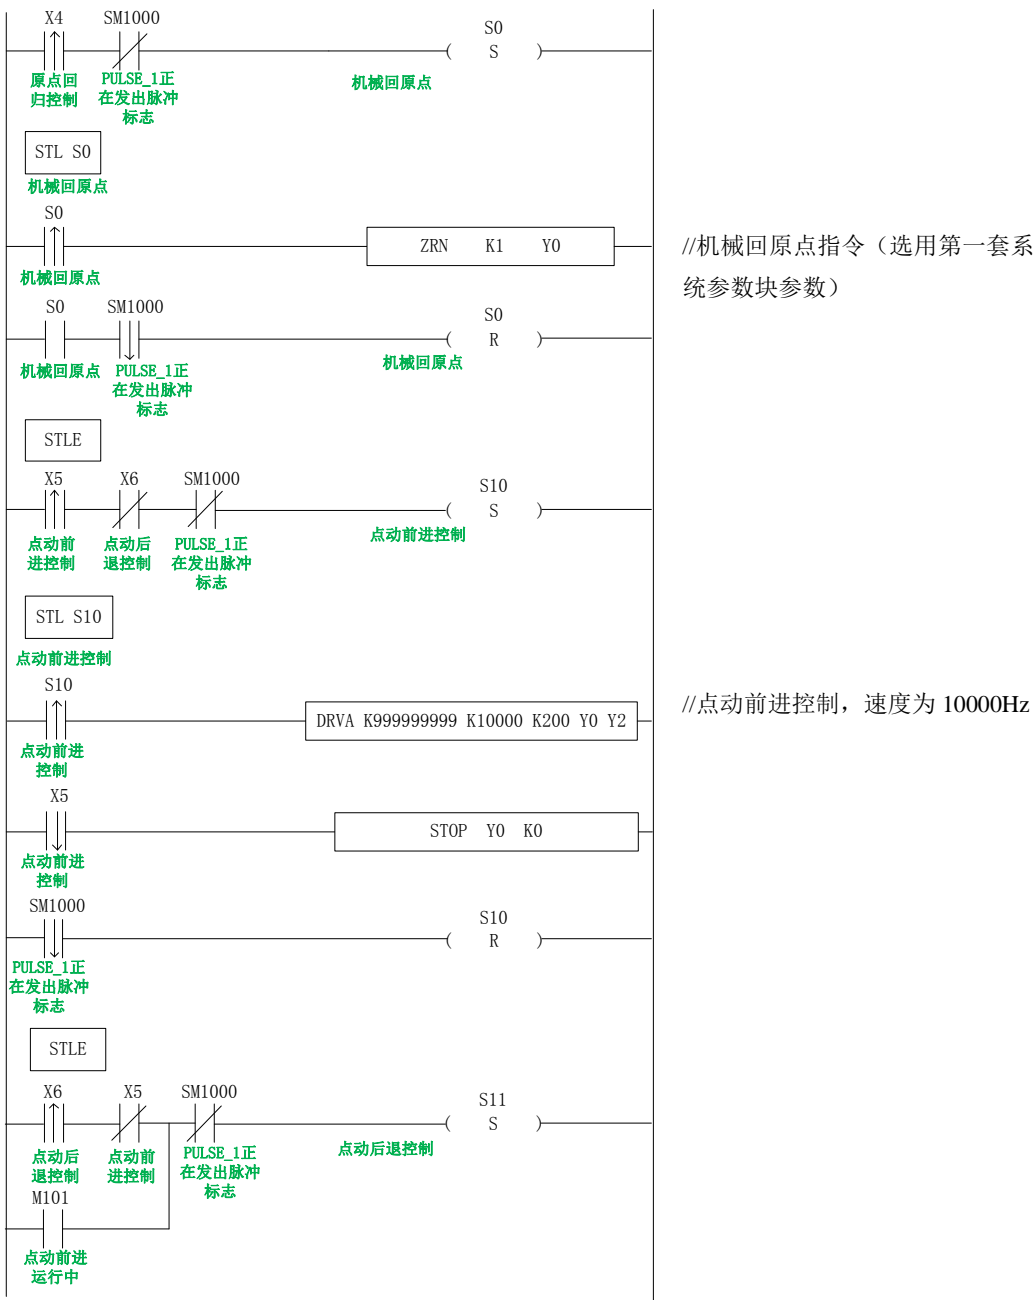 X4 SM1000 S0
( S )
原点回 PULSE_1正 机械回原点
归控制 在发出脉冲
标志
STL S0
机械回原点
S0
ZRN K1 Y0 //机械回原点指令（选用第一套系
机械回原点 统参数块参数）
S0 SM1000 S0
( R )
机械回原点 PULSE_1正 机械回原点
在发出脉冲
标志
STLE
X5 X6 SM1000 S10
( S )
点动前 点动后 PULSE_1正 点动前进控制
进控制 退控制 在发出脉冲
标志
STL S10
点动前进控制
S10
DRVA K999999999 K10000 K200 Y0 Y2 //点动前进控制，速度为 10000Hz
点动前进
控制
X5
STOP Y0 K0
点动前进
控制
SM1000 S10
( R )
PULSE_1正
在发出脉冲
标志
STLE
X6 X5 SM1000 S11
( S )
点动后 点动前 PULSE_1正 点动后退控制
退控制 进控制 在发出脉冲
标志
M101
点动前进
运行中